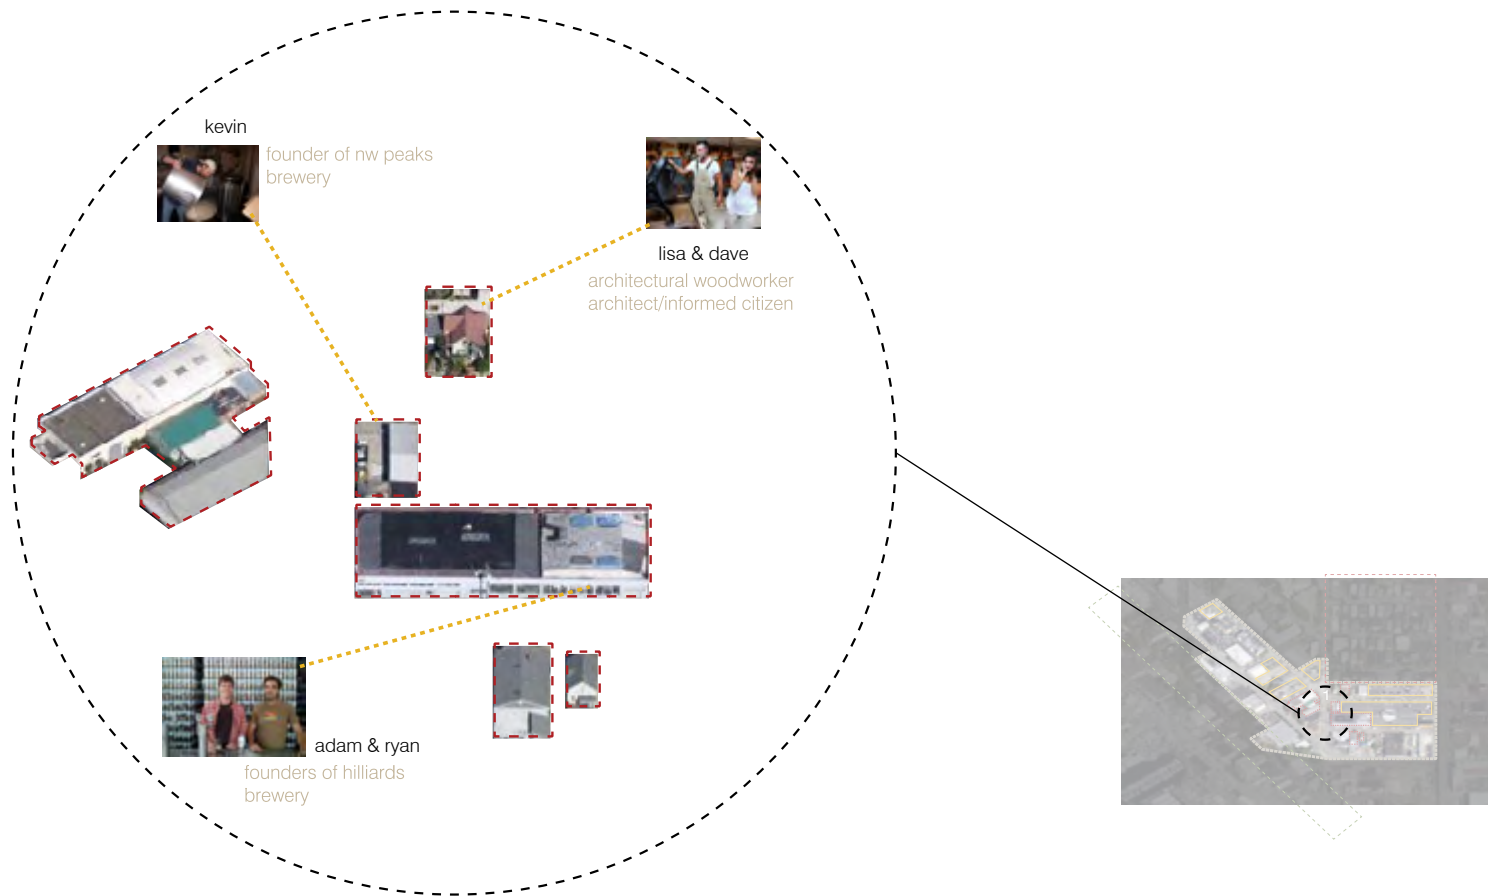 kevin
founder of nw peaks
brewery
lisa & dave
architectural woodworker
architect/informed citizen
adam & ryan
founders of hilliards
brewery